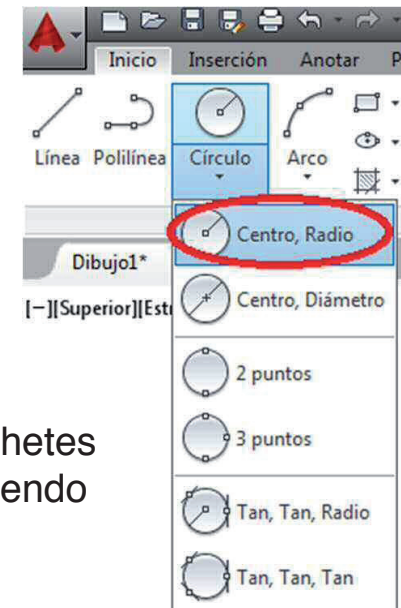 Inicio Inserción Anotar P
Línea Polilínea Círculo Arco
Centro, Radio
Dibujo1*
Centro, Diámetro
[−][Superior][Est
2 puntos
hetes
3 puntos
endo
Tan, Tan, Radio
Tan, Tan, Tan